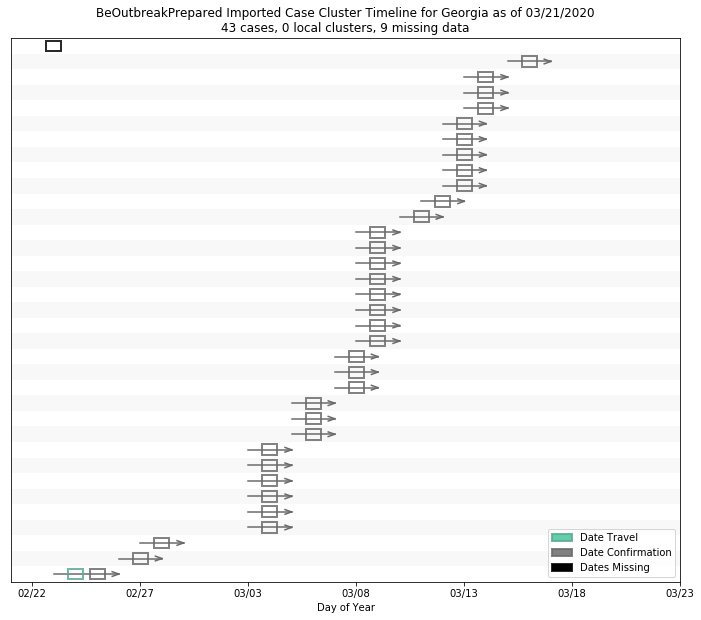 BeOutbreakPrepared Imported Case Cluster Timeline for Georgia as of 03/21/2020
43 cases, 0 local clusters, 9 missing data
Date Travel
Date Confirmation
Dates Missing
02/22 02/27 03/03 03/08 03/13 03/18 03/23
Day of Year